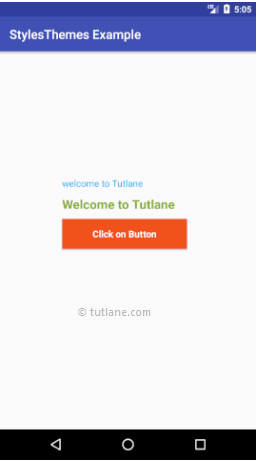 5:05
StylesThemes Example
welcome to Tutlane
Welcome to Tutlane
Click on Button
© tutlane.com